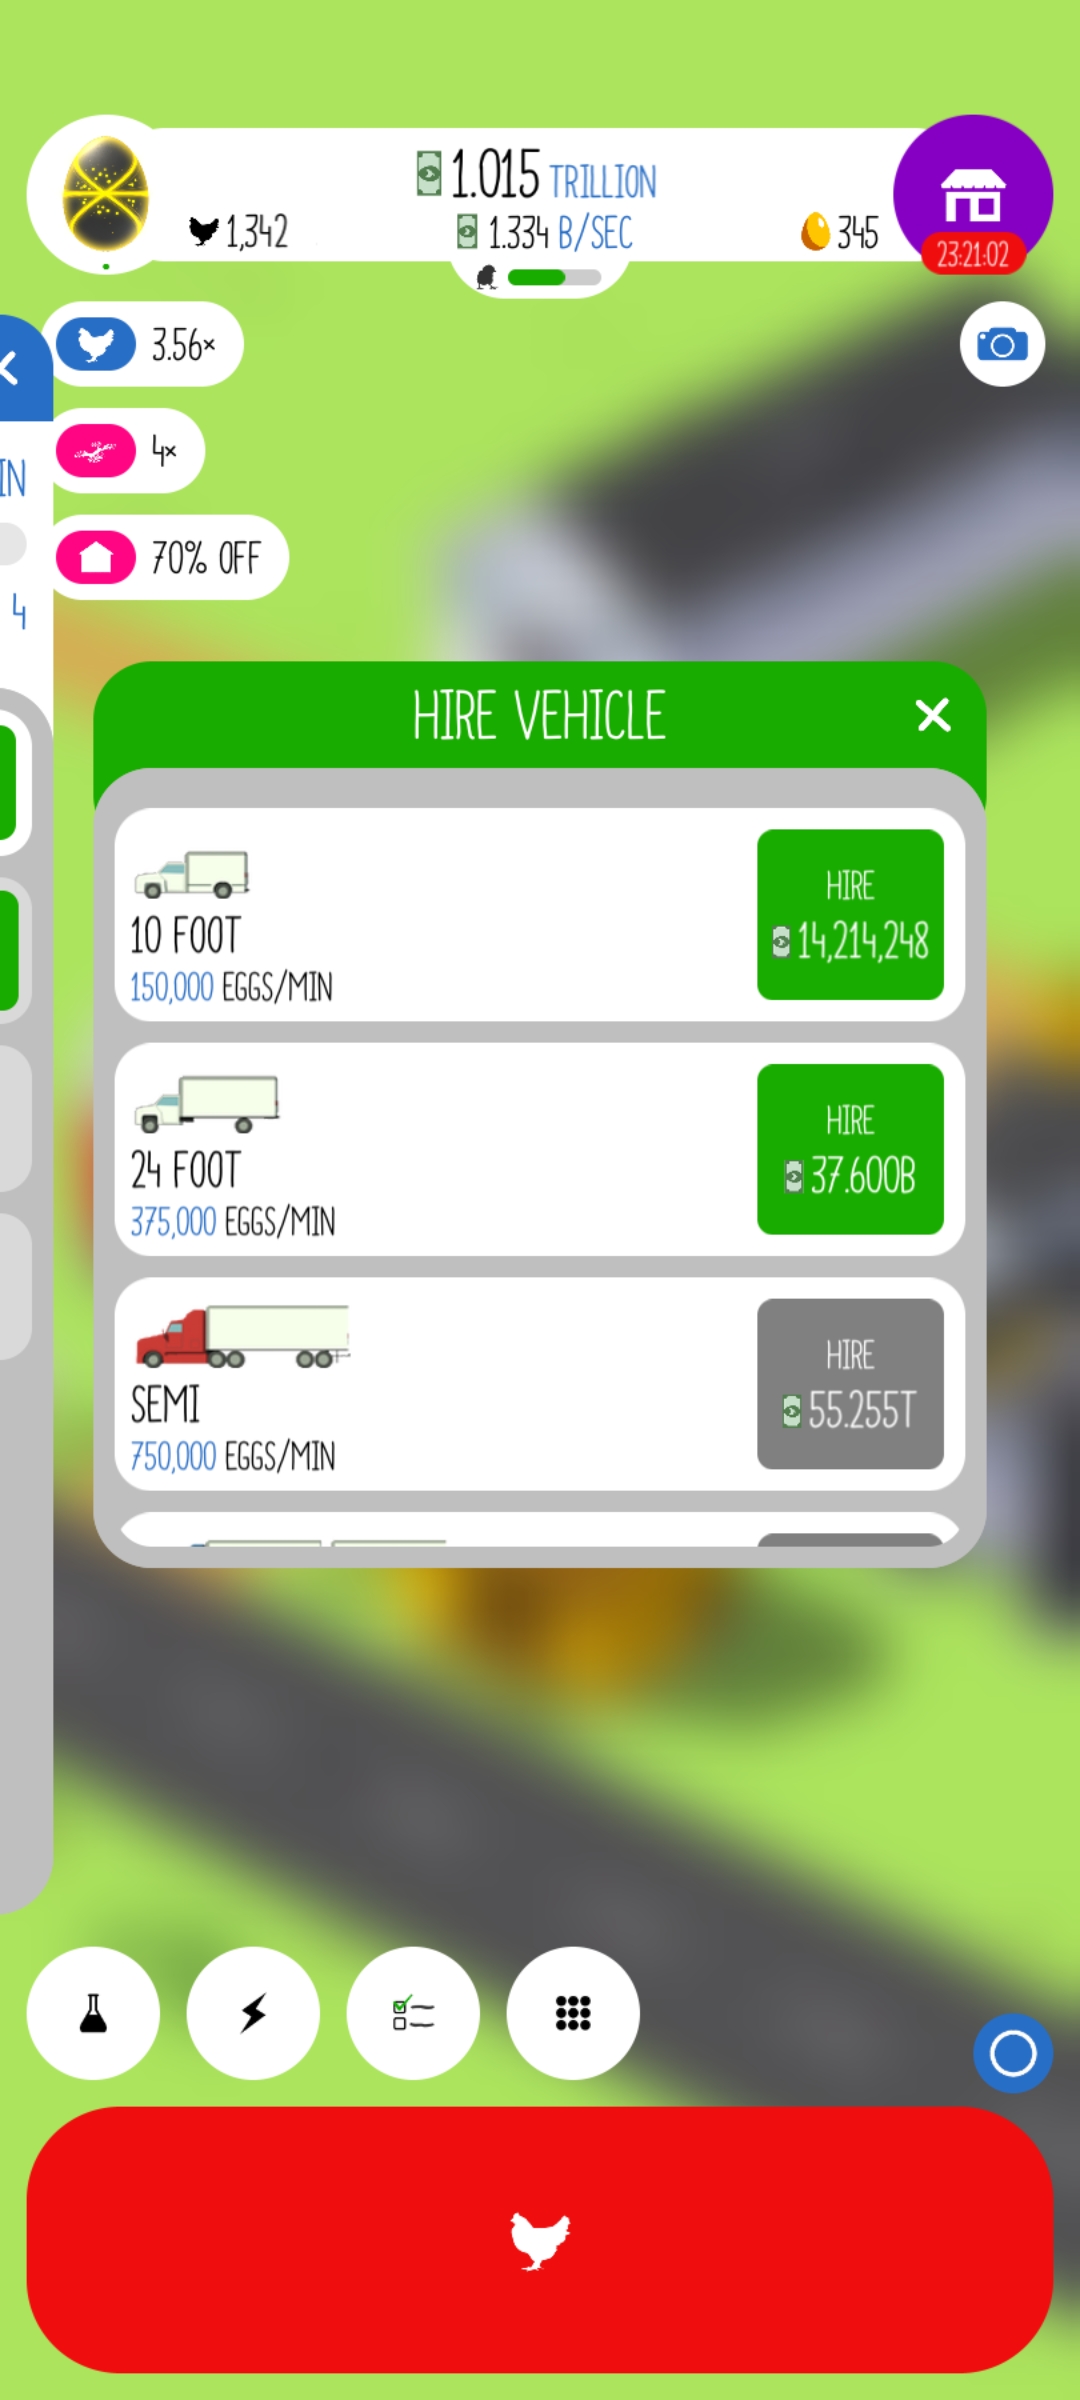 1.015 TRILLION
1,342
1.334 B/SEC
345
23:21:02
3.56×
4×
70% OFF
IN
4
HIRE VEHICLE
10 FOOT
150,000 EGGS/MIN
HIRE
14,214,248
24 FOOT
375,000 EGGS/MIN
HIRE
37.600B
SEMI
750,000 EGGS/MIN
HIRE
55.255T